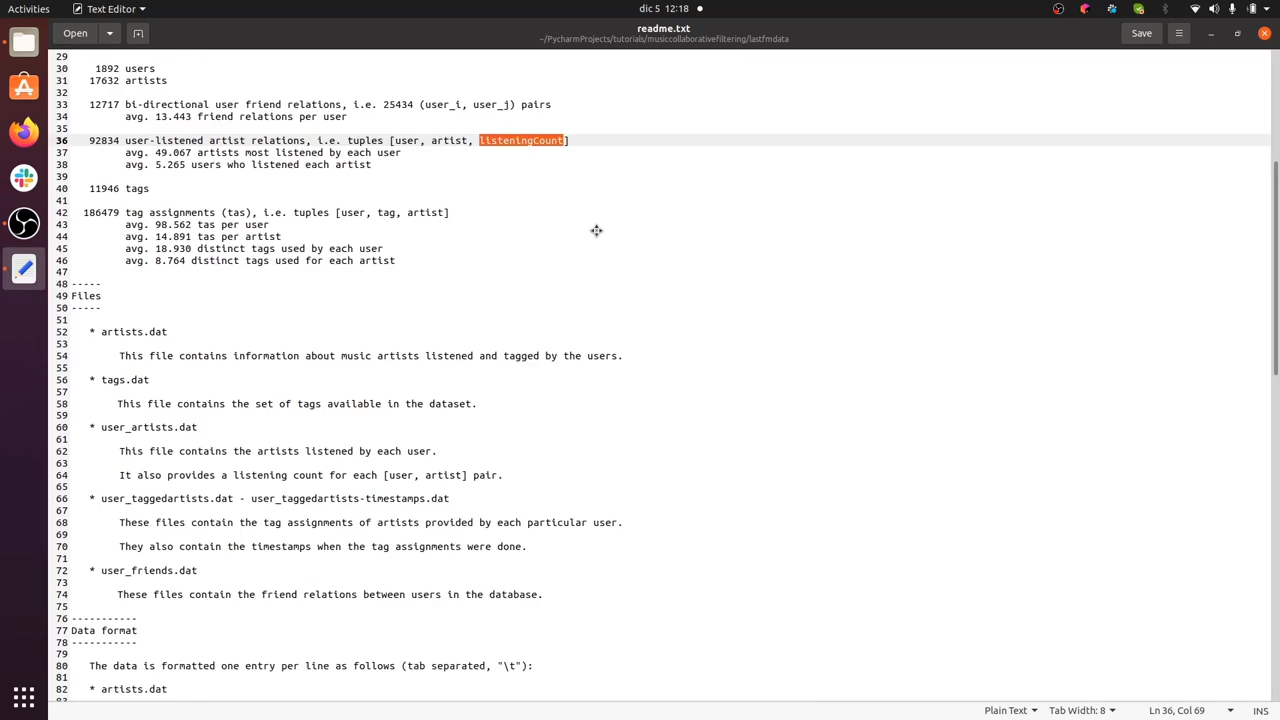 Activities
Text Editor
dic 5 12:18
Open
readme.txt
~/PycharmProjects/tutorials/musiccollaborativefiltering/lastfmdata
Save
29
30 1892 users
31 17632 artists
32
33 12717 bi-directional user friend relations, i.e. 25434 (user_i, user_j) pairs
34 avg. 13.443 friend relations per user
35
36 92834 user-listened artist relations, i.e. tuples [user, artist, listeningCount]
37 avg. 49.067 artists most listened by each user
38 avg. 5.265 users who listened each artist
39
40 11946 tags
41
42 186479 tag assignments (tas), i.e. tuples [user, tag, artist]
43 avg. 98.562 tas per user
44 avg. 14.891 tas per artist
45 avg. 18.930 distinct tags used by each user
46 avg. 8.764 distinct tags used for each artist
47
48 -----
49 Files
50 -----
51
52 * artists.dat
53
54 This file contains information about music artists listened and tagged by the users.
55
56 * tags.dat
57
58 This file contains the set of tags available in the dataset.
59
60 * user_artists.dat
61
62 This file contains the artists listened by each user.
63
64 It also provides a listening count for each [user, artist] pair.
65
66 * user_taggedartists.dat - user_taggedartists-timestamps.dat
67
68 These files contain the tag assignments of artists provided by each particular user.
69
70 They also contain the timestamps when the tag assignments were done.
71
72 * user_friends.dat
73
74 These files contain the friend relations between users in the database.
75
76 -----------
77 Data format
78 -----------
79
80 The data is formatted one entry per line as follows (tab separated, "\t"):
81
82 * artists.dat
Plain Text
Tab Width: 8
Ln 36, Col 69
INS